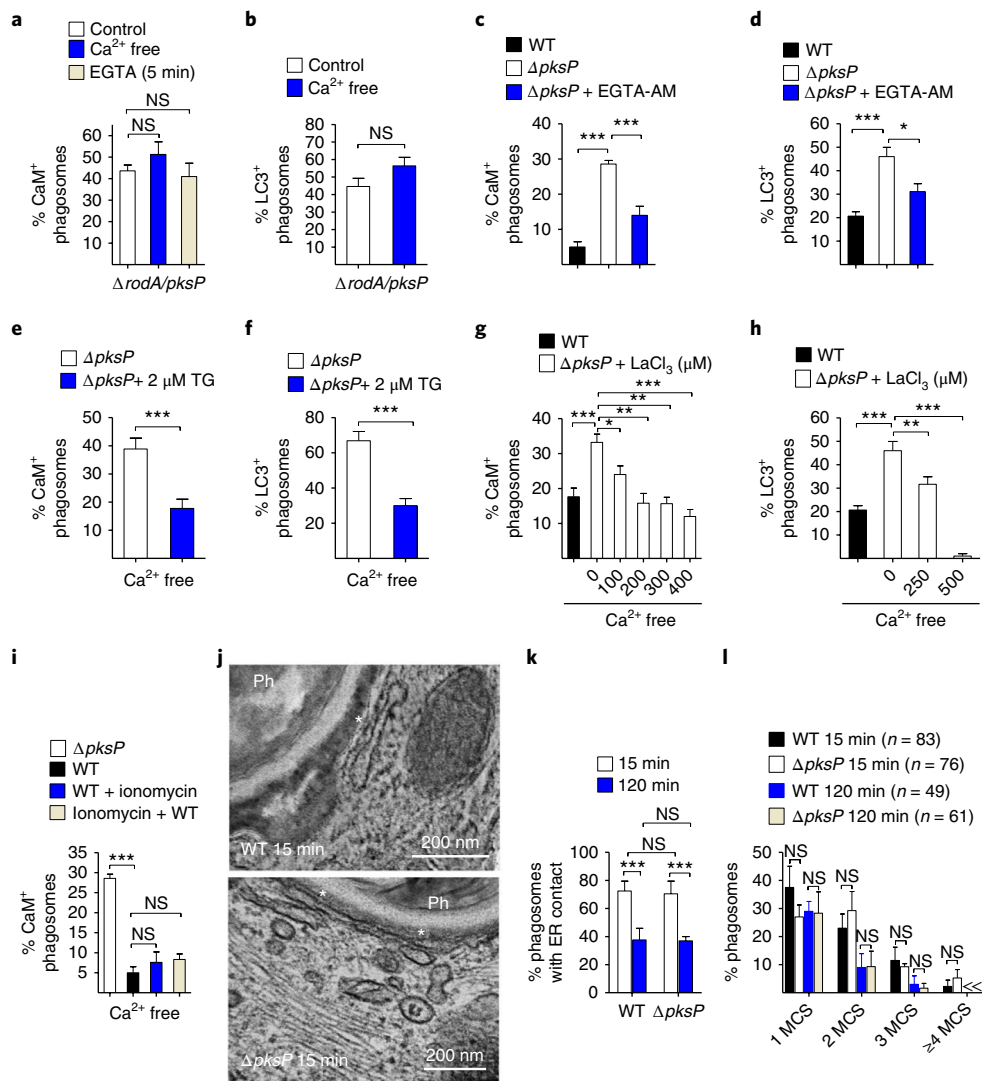 a
Control
Ca²⁺ free
EGTA (5 min)
NS
NS
% CaM⁺
phagosomes
60
50
40
30
20
10
ΔrodA/pksP
b
Control
Ca²⁺ free
NS
% LC3⁺
phagosomes
80
70
60
50
40
30
20
10
ΔrodA/pksP
c
WT
ΔpksP
ΔpksP + EGTA-AM
***
***
% CaM⁺
phagosomes
40
30
20
10
d
WT
ΔpksP
ΔpksP + EGTA-AM
***
*
% LC3⁺
phagosomes
60
50
40
30
20
10
e
ΔpksP
ΔpksP+ 2 μM TG
***
% CaM⁺
phagosomes
50
40
30
20
10
Ca²⁺ free
f
ΔpksP
ΔpksP+ 2 μM TG
***
% LC3⁺
phagosomes
80
60
40
20
Ca²⁺ free
g
WT
ΔpksP + LaCl₃ (μM)
***
**
**
*** *
% CaM⁺
phagosomes
40
30
20
10
0 100 200 300 400
Ca²⁺ free
h
WT
ΔpksP + LaCl₃ (μM)
***
*** **
% LC3⁺
phagosomes
60
50
40
30
20
10
0 250 500
Ca²⁺ free
i
ΔpksP
WT
WT + ionomycin
Ionomycin + WT
***
NS
NS
% CaM⁺
phagosomes
35
30
25
20
15
10
5
Ca²⁺ free
j
Ph
*
WT 15 min
200 nm
*
Ph
*
ΔpksP 15 min
200 nm
k
15 min
120 min
NS
NS
*** ***
% phagosomes
with ER contact
100
80
60
40
20
0
WT ΔpksP
l
WT 15 min (n = 83)
ΔpksP 15 min (n = 76)
WT 120 min (n = 49)
ΔpksP 120 min (n = 61)
NS NS NS NS NS NS NS
<<
% phagosomes
50
40
30
20
10
1 MCS 2 MCS 3 MCS ≥4 MCS